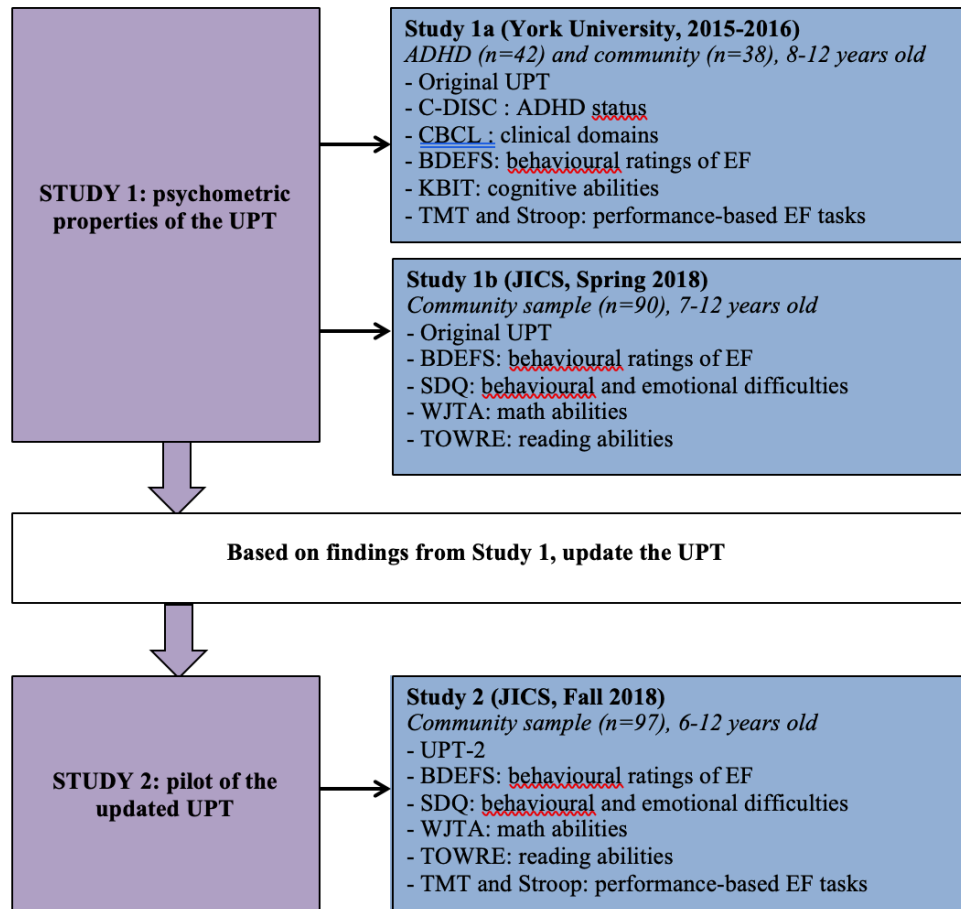 STUDY 1: psychometric
properties of the UPT
Study 1a (York University, 2015-2016)
ADHD (n=42) and community (n=38), 8-12 years old
- Original UPT
- C-DISC : ADHD status
- CBCL : clinical domains
- BDEFS: behavioural ratings of EF
- KBIT: cognitive abilities
- TMT and Stroop: performance-based EF tasks
Study 1b (JICS, Spring 2018)
Community sample (n=90), 7-12 years old
- Original UPT
- BDEFS: behavioural ratings of EF
- SDQ: behavioural and emotional difficulties
- WJTA: math abilities
- TOWRE: reading abilities
Based on findings from Study 1, update the UPT
STUDY 2: pilot of the
updated UPT
Study 2 (JICS, Fall 2018)
Community sample (n=97), 6-12 years old
- UPT-2
- BDEFS: behavioural ratings of EF
- SDQ: behavioural and emotional difficulties
- WJTA: math abilities
- TOWRE: reading abilities
- TMT and Stroop: performance-based EF tasks